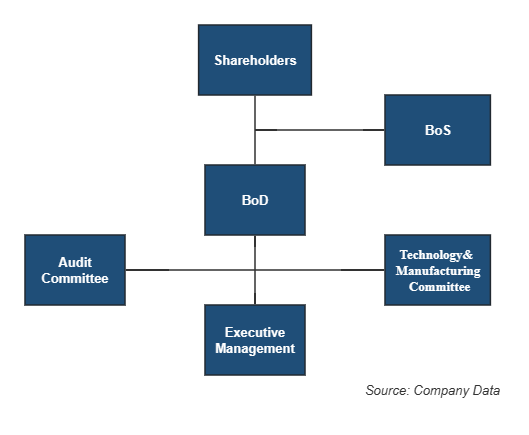 Shareholders
BoS
BoD
Audit
Committee
Technology&
Manufacturing
Committee
Executive
Management
Source: Company Data